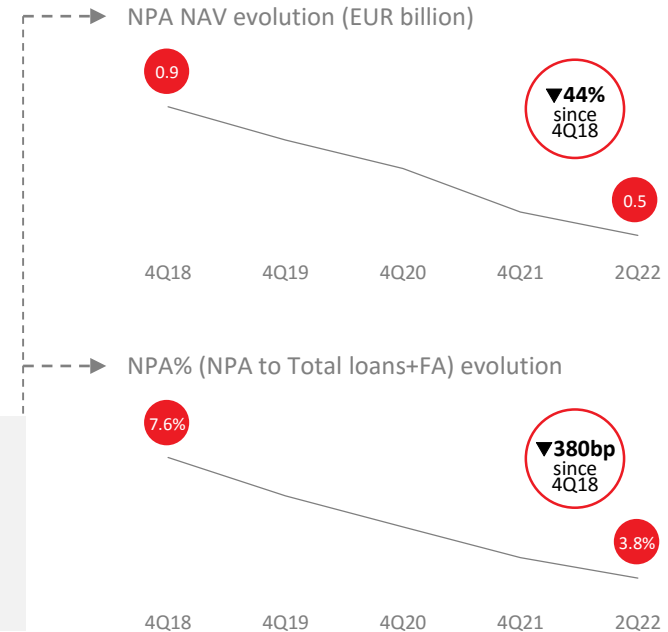 NPA NAV evolution (EUR billion)
0.9
▼44%
since
4Q18
0.5
4Q18 4Q19 4Q20 4Q21 2Q22
NPA% (NPA to Total loans+FA) evolution
7.6%
▼380bp
since
4Q18
3.8%
4Q18 4Q19 4Q20 4Q21 2Q22